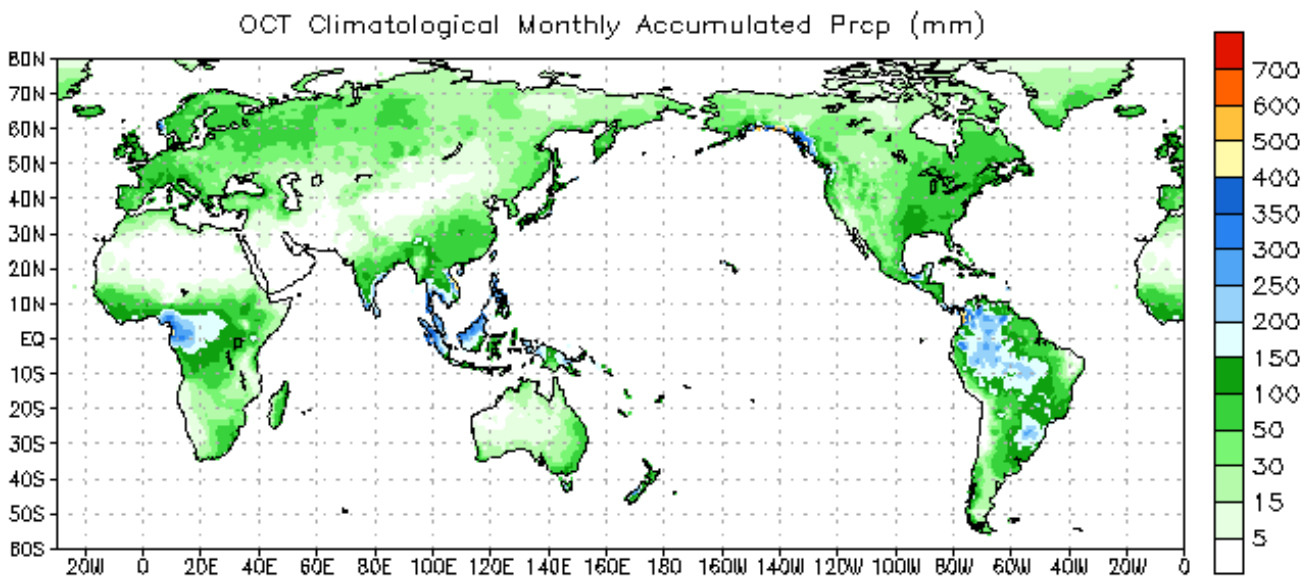 OCT Climatological Monthly Accumulated Prcp (mm)
80N
70N
60N
50N
40N
30N
20N
10N
EQ
10S
20S
30S
40S
50S
60S
20W 0 20E 40E 60E 80E 100E 120E 140E 160E 180 160W 140W 120W 100W 80W 60W 40W 20W 0
700
600
500
400
350
300
250
200
150
100
50
30
15
5